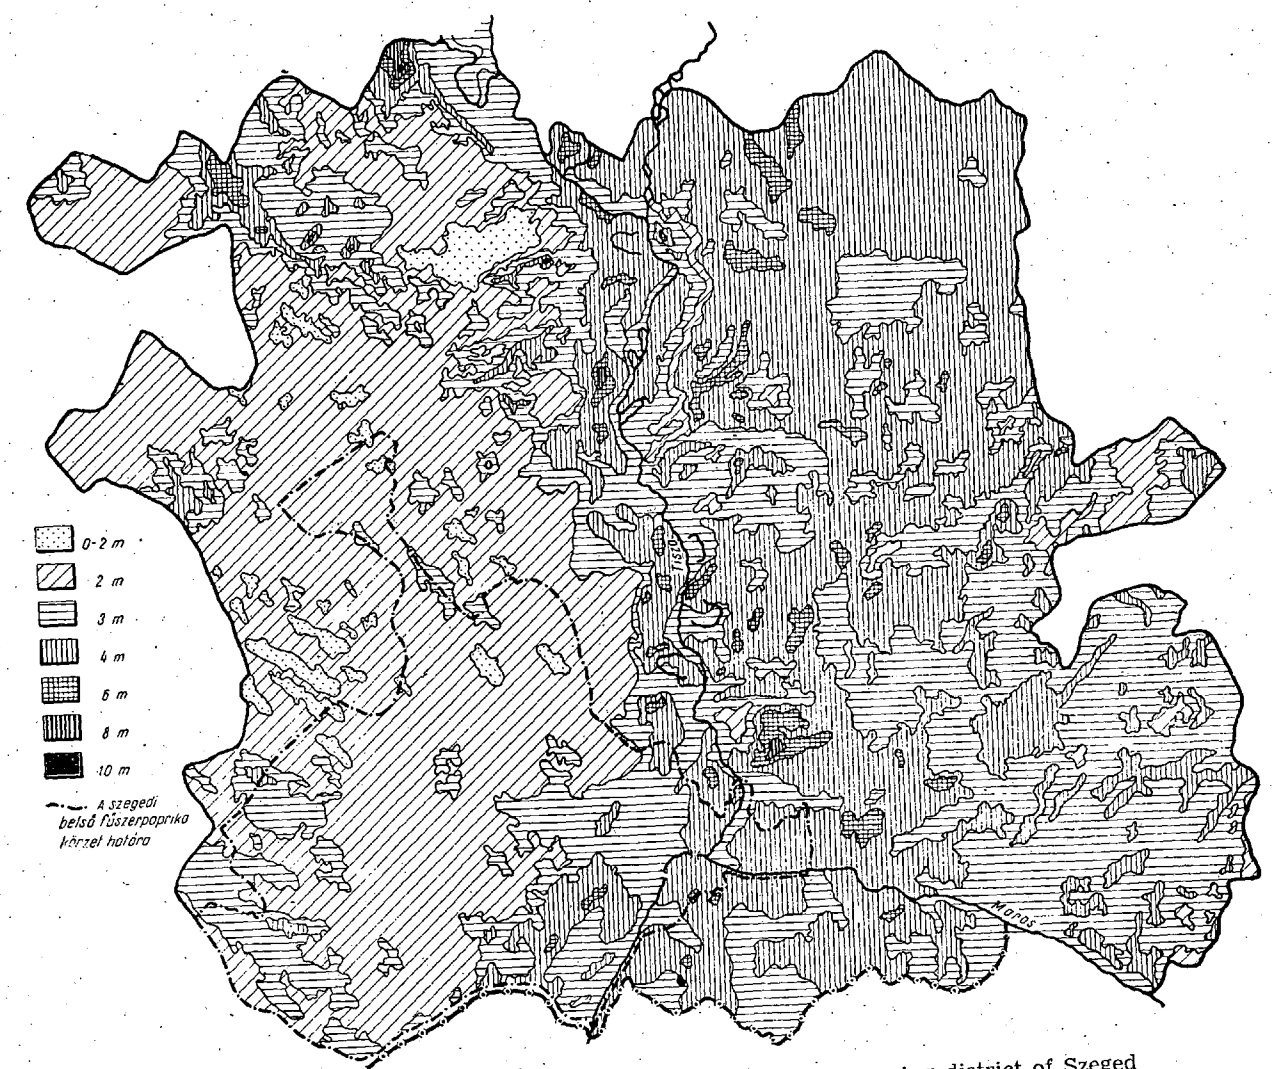 0-2 m
2 m
3 m
4 m
6 m
8 m
10 m
A szegedi
belső fűszerpaprika
körzet határa
Tisza
Maros
district of Szeged